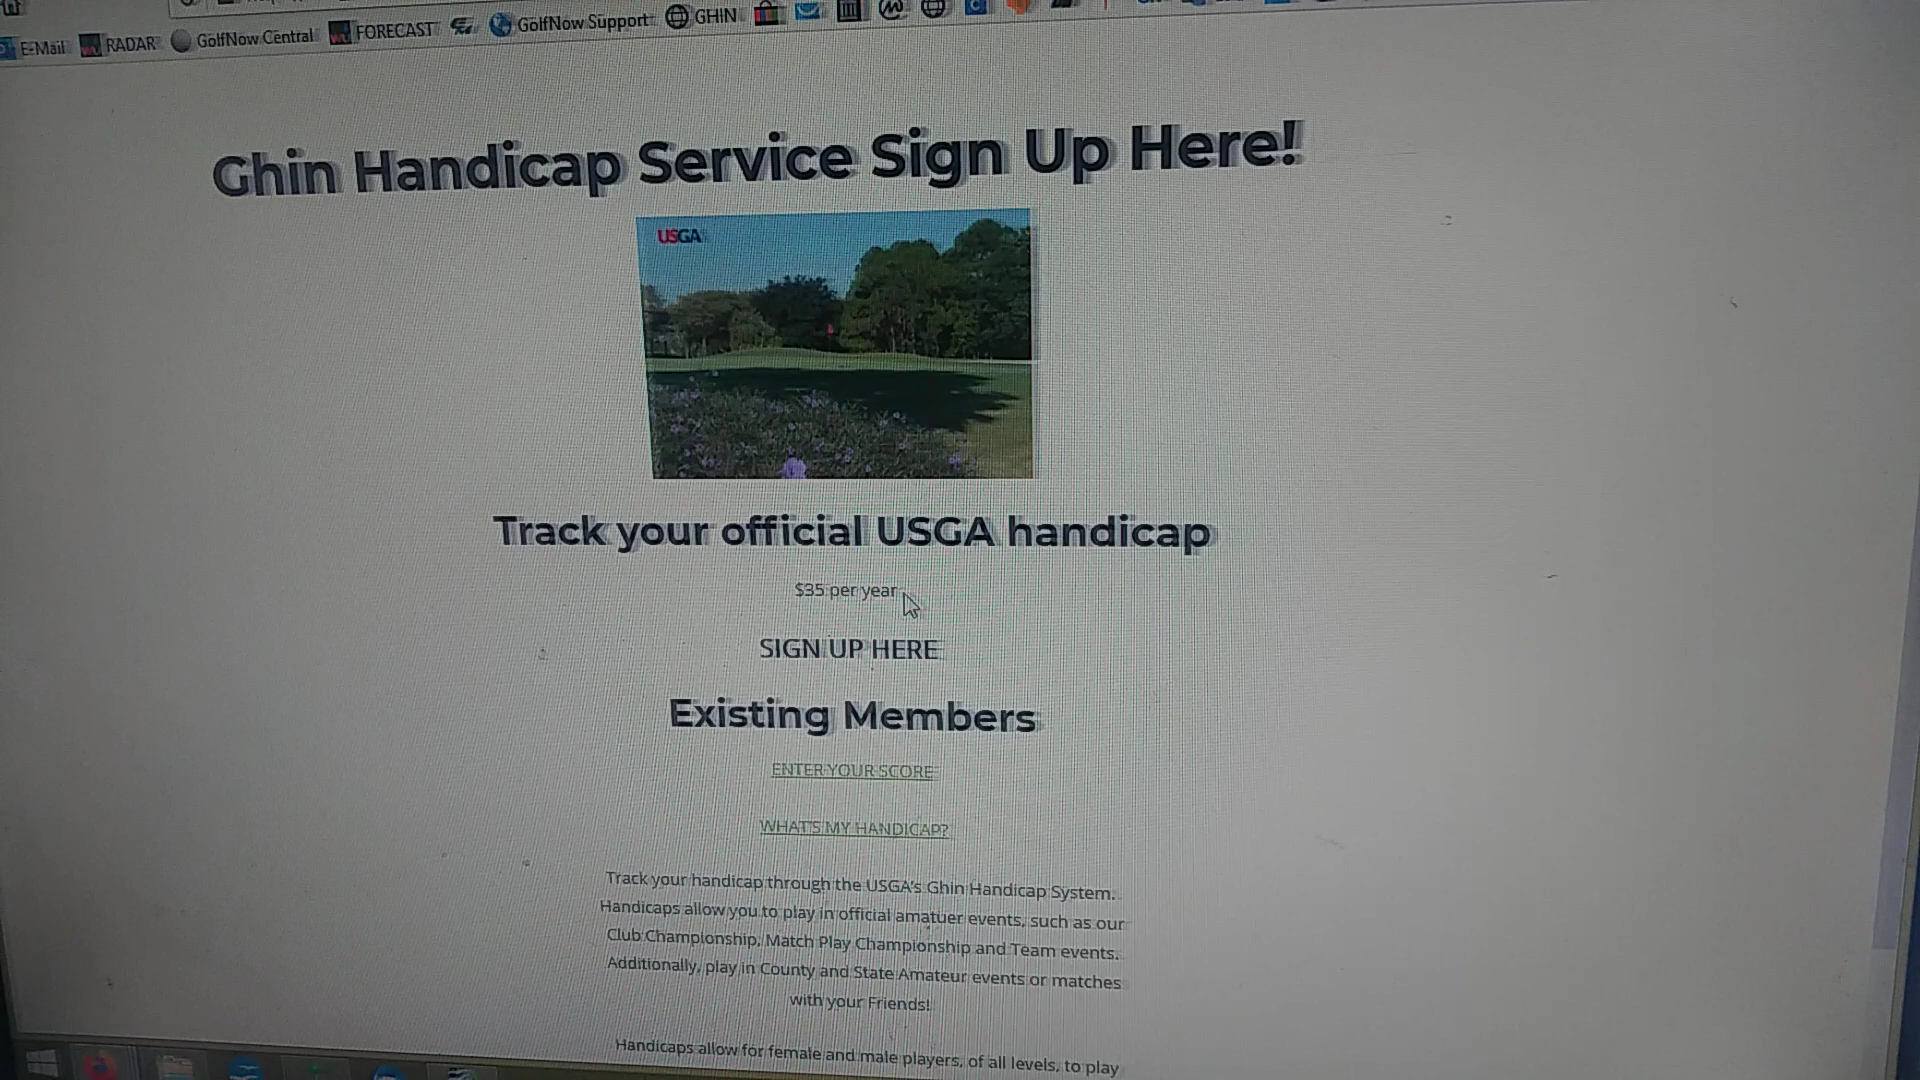 E-Mail RADAR GolfNow Central FORECAST GolfNow Support GHIN
Ghin Handicap Service Sign Up Here!
USGA
Track your official USGA handicap
$35 per year
SIGN UP HERE
Existing Members
ENTER YOUR SCORE
WHAT'S MY HANDICAP?
Track your handicap through the USGA's Ghin Handicap System.
Handicaps allow you to play in official amatuer events, such as our
Club Championship, Match Play Championship and Team events.
Additionally, play in County and State Amateur events or matches
with your Friends!
Handicaps allow for female and male players, of all levels, to play